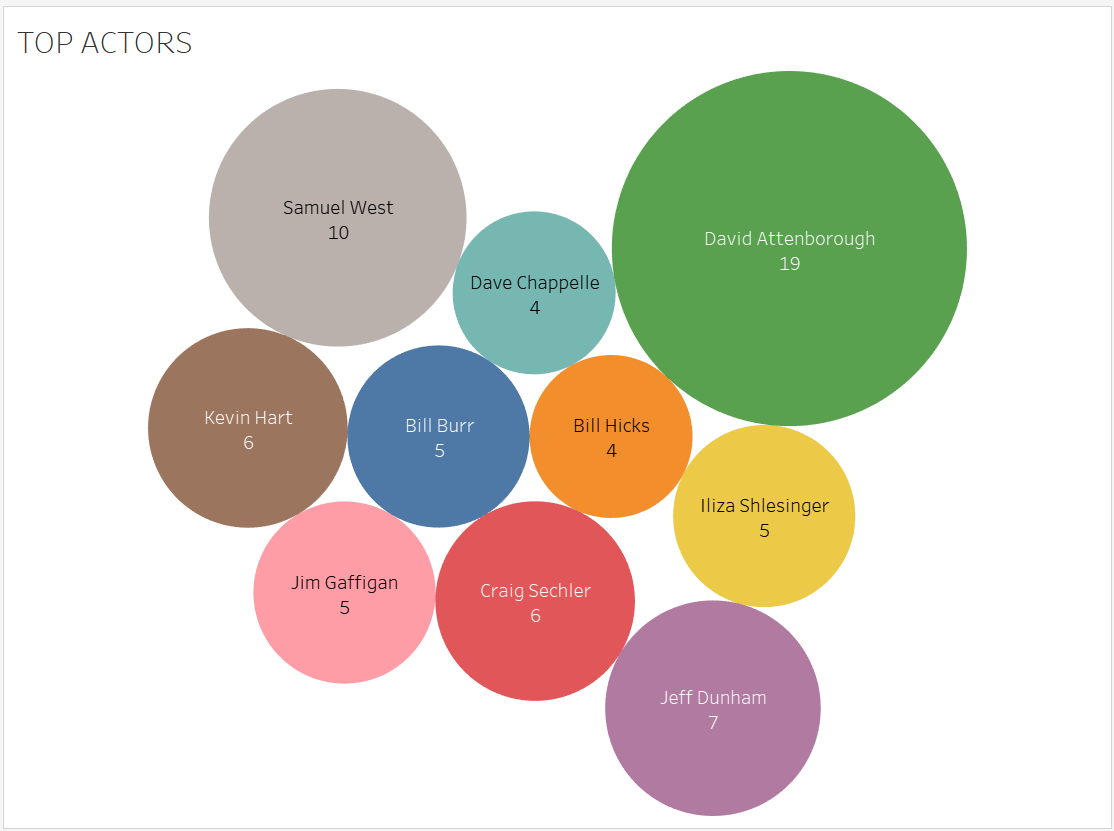 TOP ACTORS
Samuel West
10
David Attenborough
19
Dave Chappelle
4
Kevin Hart
6
Bill Burr
5
Bill Hicks
4
Iliza Shlesinger
5
Jim Gaffigan
5
Craig Sechler
6
Jeff Dunham
7